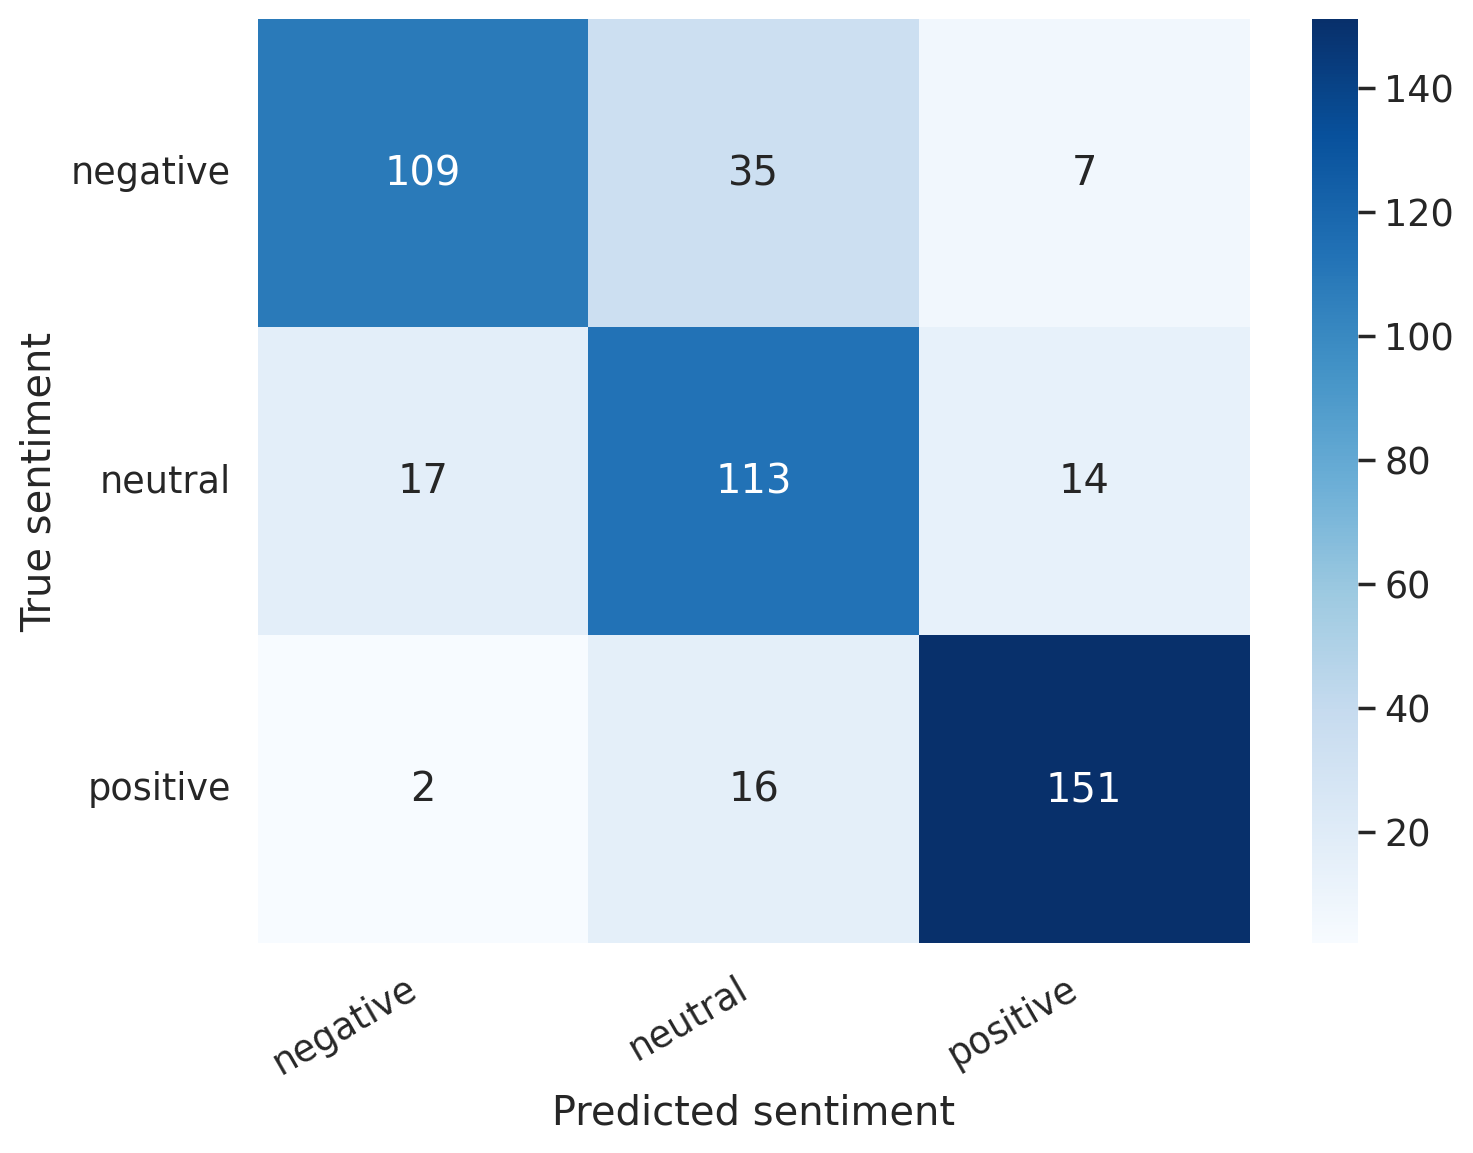 negative
109
35
7
neutral
17
113
14
positive
2
16
151
True sentiment
negative
neutral
positive
Predicted sentiment
140
120
100
80
60
40
20